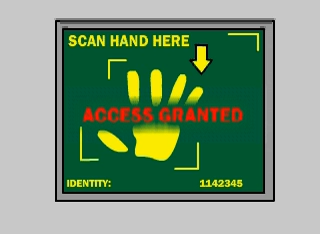 SCAN HAND HERE
ACCESS GRANTED
IDENTITY: 1142345